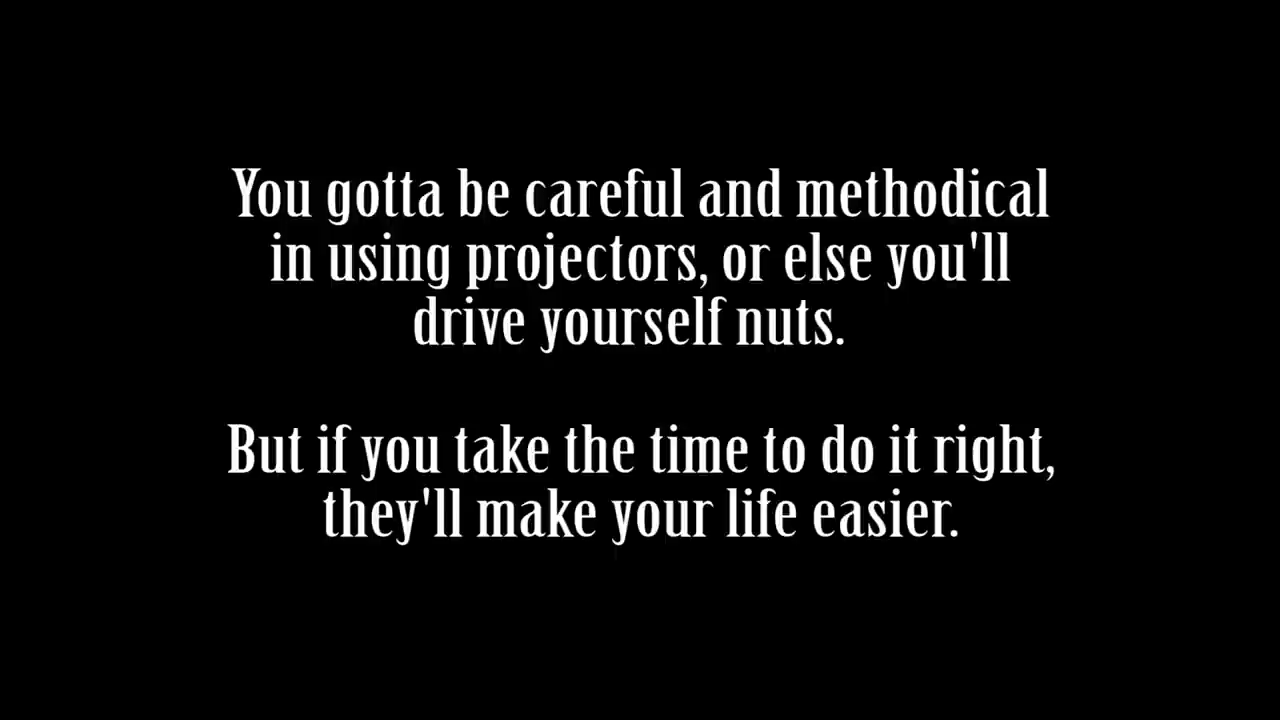 You gotta be careful and methodical
in using projectors, or else you'll
drive yourself nuts.
But if you take the time to do it right,
they'll make your life easier.